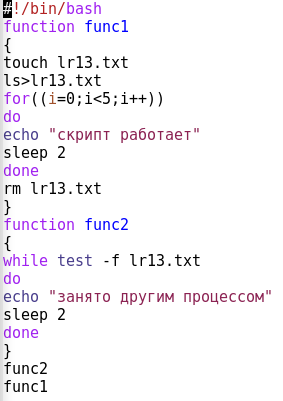 #!/bin/bash
function func1
{
touch lr13.txt
ls>lr13.txt
for((i=0;i<5;i++))
do
echo "скрипт работает"
sleep 2
done
rm lr13.txt
}
function func2
{
while test -f lr13.txt
do
echo "занято другим процессом"
sleep 2
done
}
func2
func1